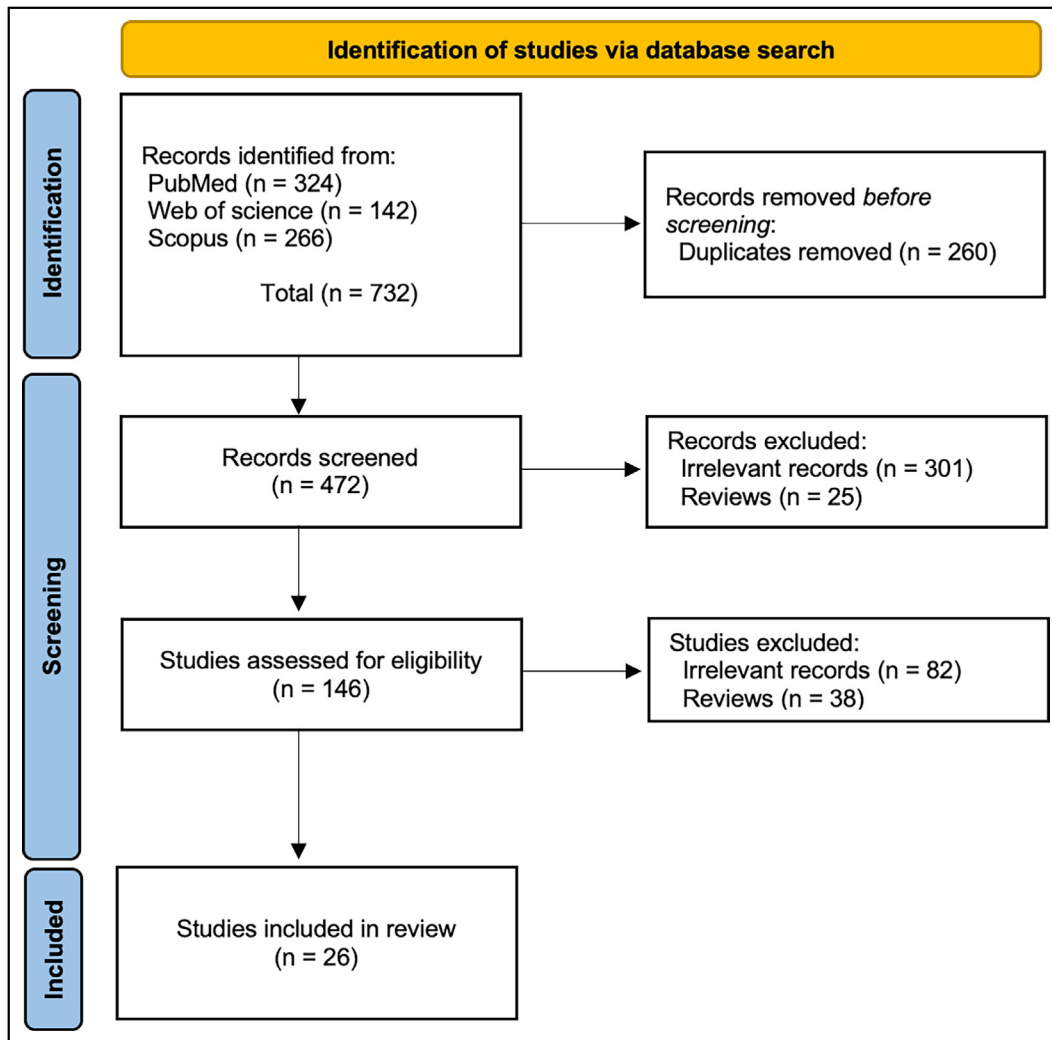 Identification of studies via database search
Identification
Records identified from:
PubMed (n = 324)
Web of science (n = 142)
Scopus (n = 266)
Total (n = 732)
Records removed before
screening:
Duplicates removed (n = 260)
Screening
Records screened
(n = 472)
Records excluded:
Irrelevant records (n = 301)
Reviews (n = 25)
Studies assessed for eligibility
(n = 146)
Studies excluded:
Irrelevant records (n = 82)
Reviews (n = 38)
Included
Studies included in review
(n = 26)